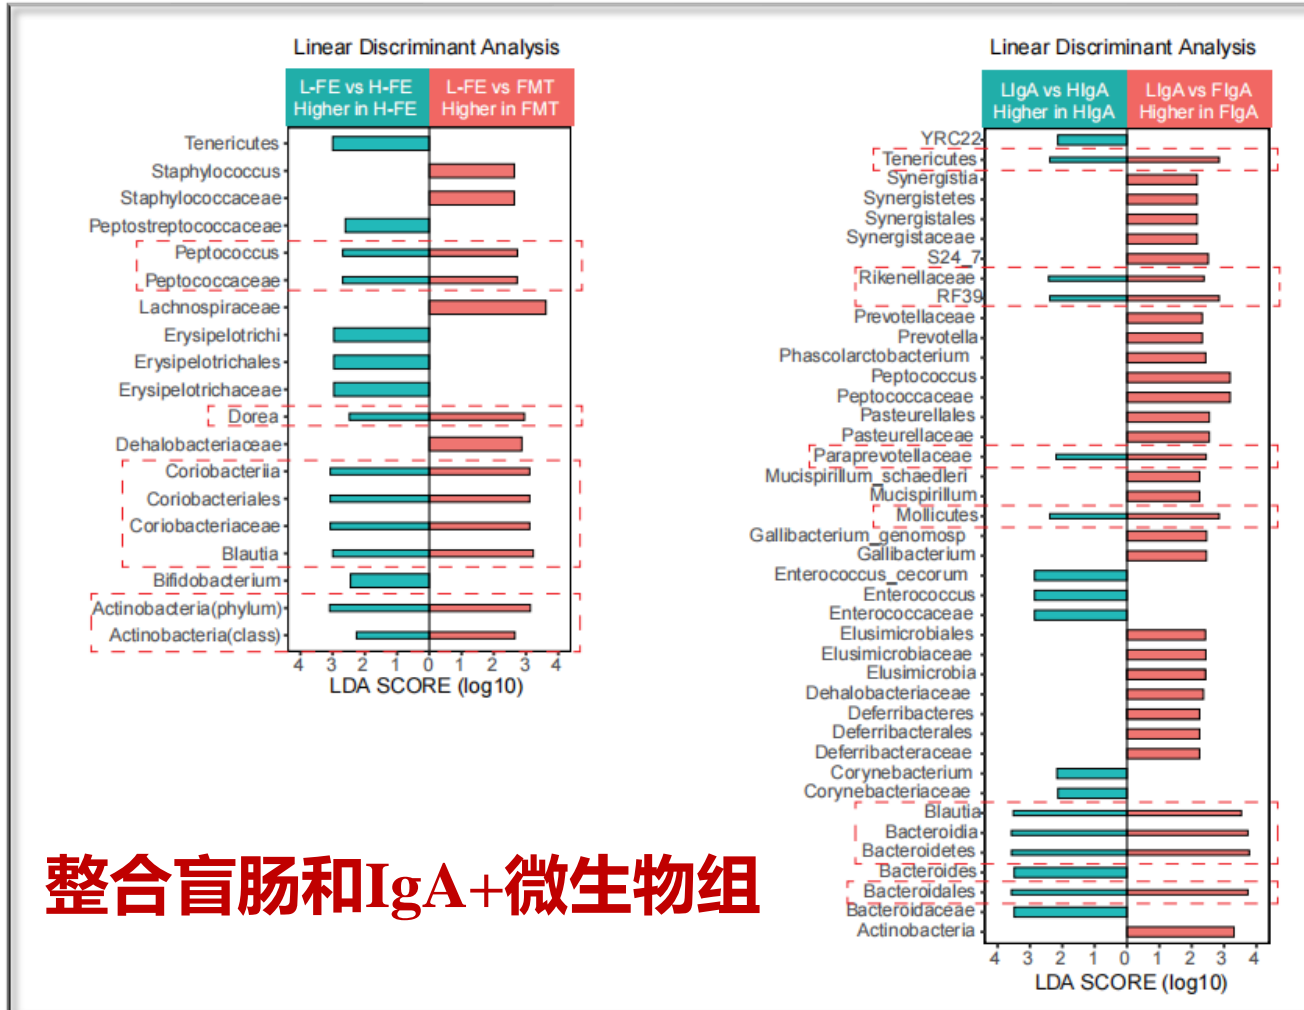 Linear Discriminant Analysis
L-FE vs H-FE
Higher in H-FE
L-FE vs FMT
Higher in FMT
Tenericutes
Staphylococcus
Staphylococcaceae
Peptostreptococcaceae
Peptococcus
Peptococcaceae
Lachnospiraceae
Erysipelotrichi
Erysipelotrichales
Erysipelotrichaceae
Dorea
Dehalobacteriaceae
Coriobacteriia
Coriobacteriales
Coriobacteriaceae
Blautia
Bifidobacterium
Actinobacteria(phylum)
Actinobacteria(class)
4 3 2 1 0 1 2 3 4
LDA SCORE (log10)
Linear Discriminant Analysis
LIgA vs HIgA
Higher in HIgA
LIgA vs FIgA
Higher in FIgA
YRC22
Tenericutes
Synergistia
Synergistetes
Synergistales
Synergistaceae
S24_7
Rikenellaceae
RF39
Prevotellaceae
Prevotella
Phascolarctobacterium
Peptococcus
Peptococcaceae
Pasteurellales
Pasteurellaceae
Paraprevotellaceae
Mucispirillum_schaedleri
Mucispirillum
Mollicutes
Gallibacterium_genomosp
Gallibacterium
Enterococcus_cecorum
Enterococcus
Enterococcaceae
Elusimicrobiales
Elusimicrobiaceae
Elusimicrobia
Dehalobacteriaceae
Deferribacteres
Deferribacterales
Deferribacteraceae
Corynebacterium
Corynebacteriaceae
Blautia
Bacteroidia
Bacteroidetes
Bacteroides
Bacteroidales
Bacteroidaceae
Actinobacteria
4 3 2 1 0 1 2 3 4
LDA SCORE (log10)
整合盲肠和IgA+微生物组